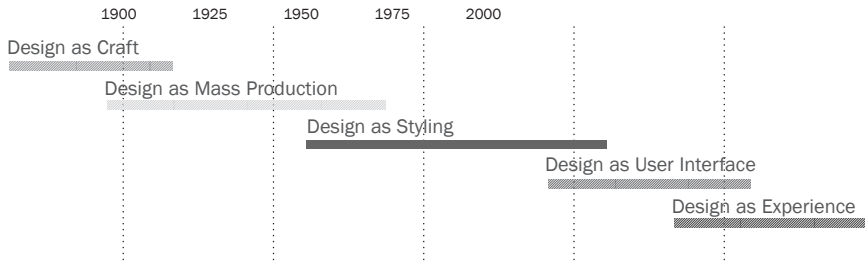 1900 1925 1950 1975 2000
Design as Craft
Design as Mass Production
Design as Styling
Design as User Interface
Design as Experience